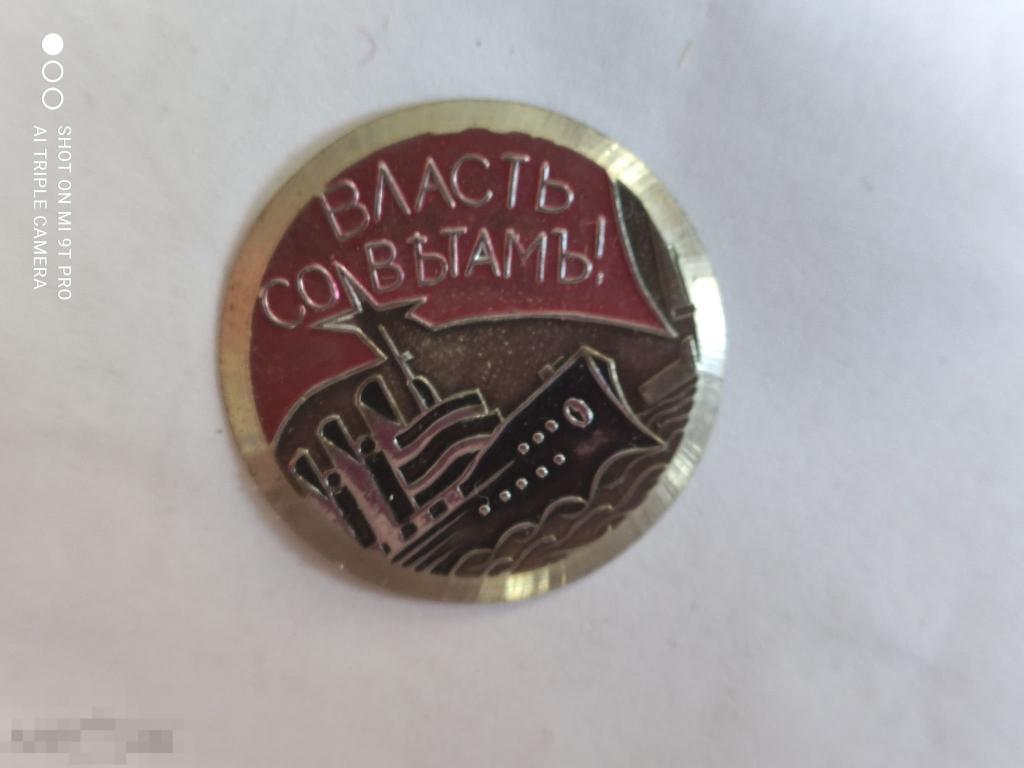 ВЛАСТЬ
СОВѢТАМЪ!
SHOT ON MI 9T PRO
AI TRIPLE CAMERA